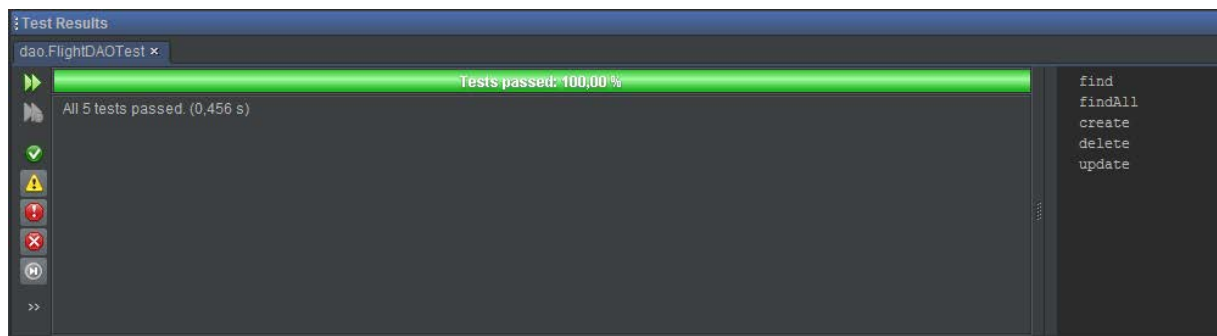 Test Results
dao.FlightDAOTest ×
Tests passed: 100,00 %
All 5 tests passed. (0,456 s)
find
findAll
create
delete
update